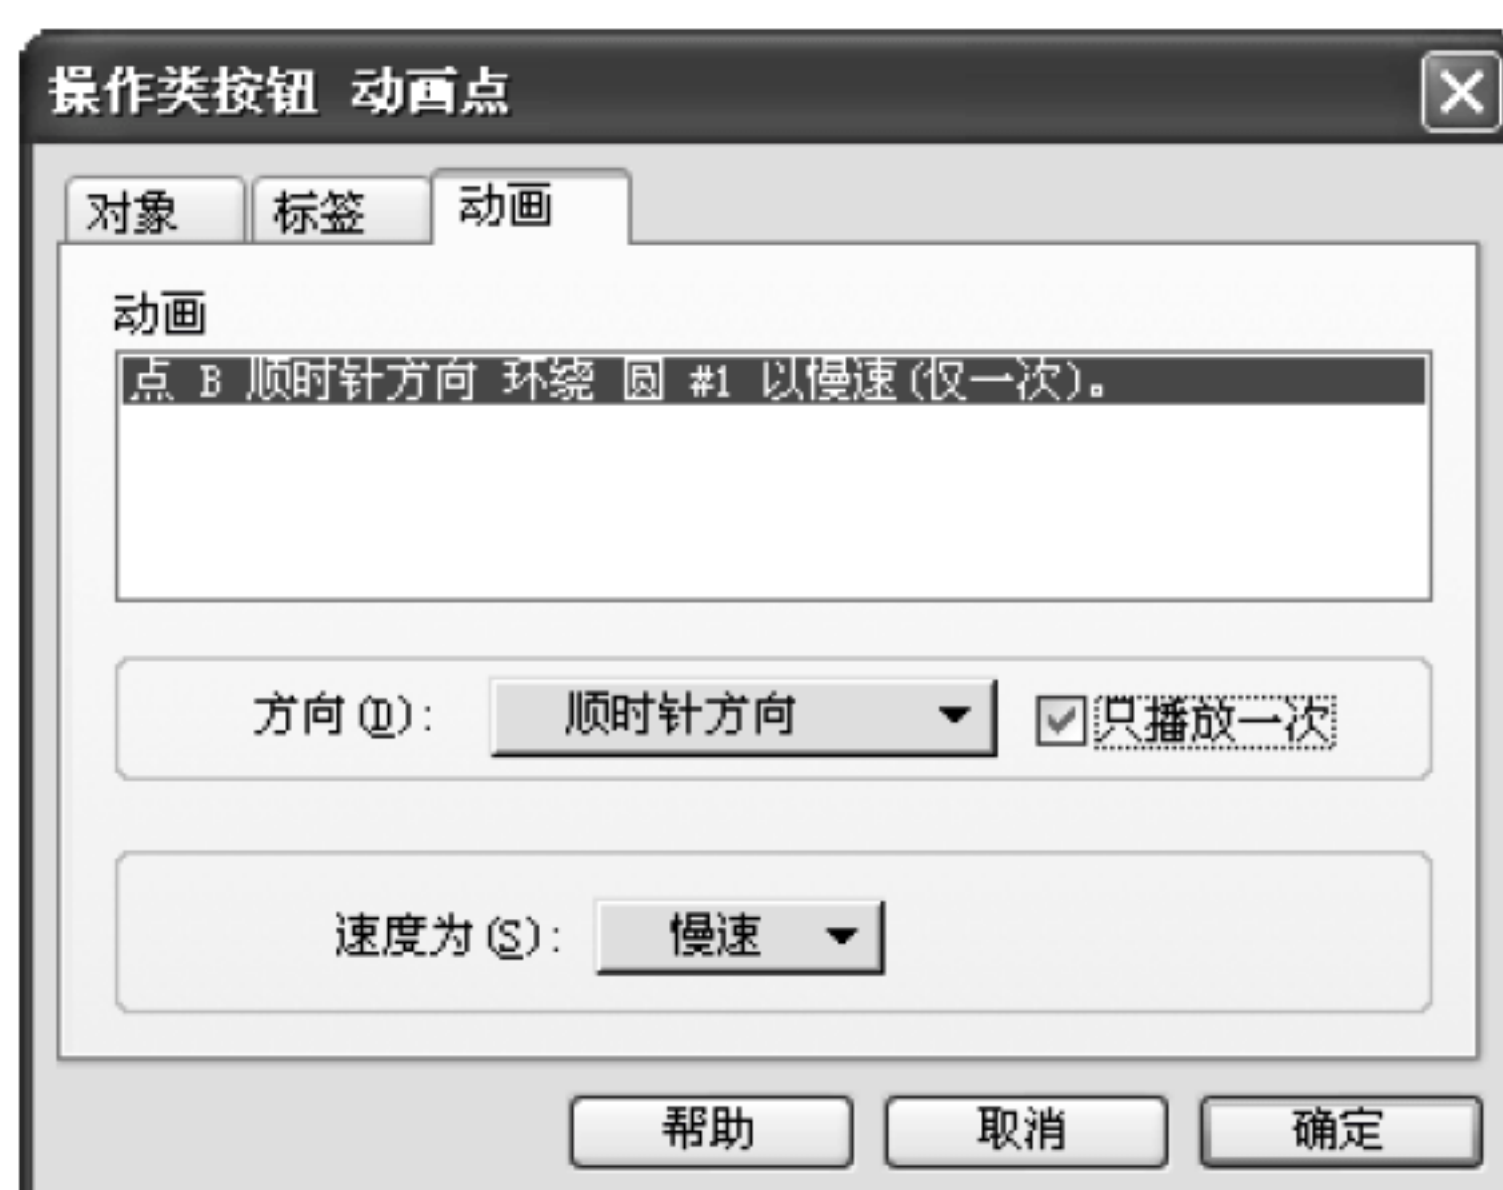 操作类按钮 动画点
对象 标签 动画
动画
点 B 顺时针方向 环绕 圆 #1 以慢速(仅一次)。
方向(D): 顺时针方向 只播放一次
速度为(S): 慢速
帮助 取消 确定